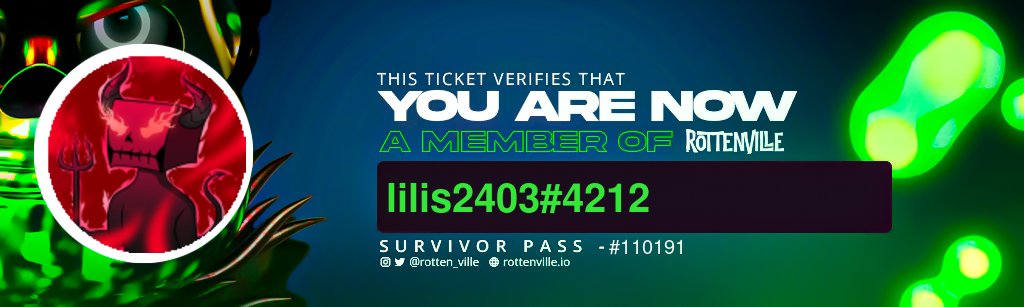 THIS TICKET VERIFIES THAT
YOU ARE NOW
A MEMBER OF ROTTENVILLE
lilis2403#4212
SURVIVOR PASS - #110191
@rotten_ville rottenville.io